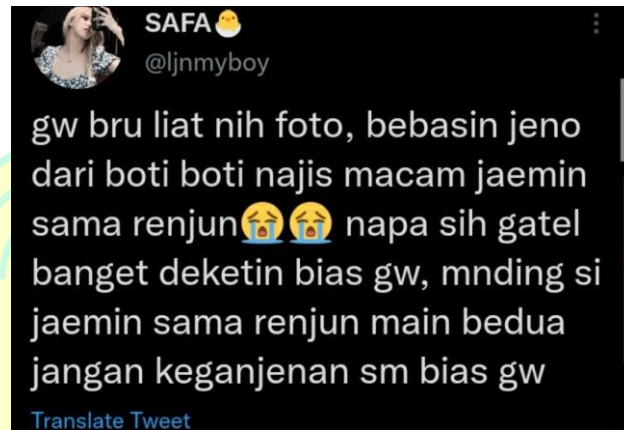 SAFA🐣
@ljnmyboy
gw bru liat nih foto, bebasin jeno
dari boti boti najis macam jaemin
sama renjun😭😭 napa sih gatel
banget deketin bias gw, mnding si
jaemin sama renjun main bedua
jangan keganjenan sm bias gw
Translate Tweet